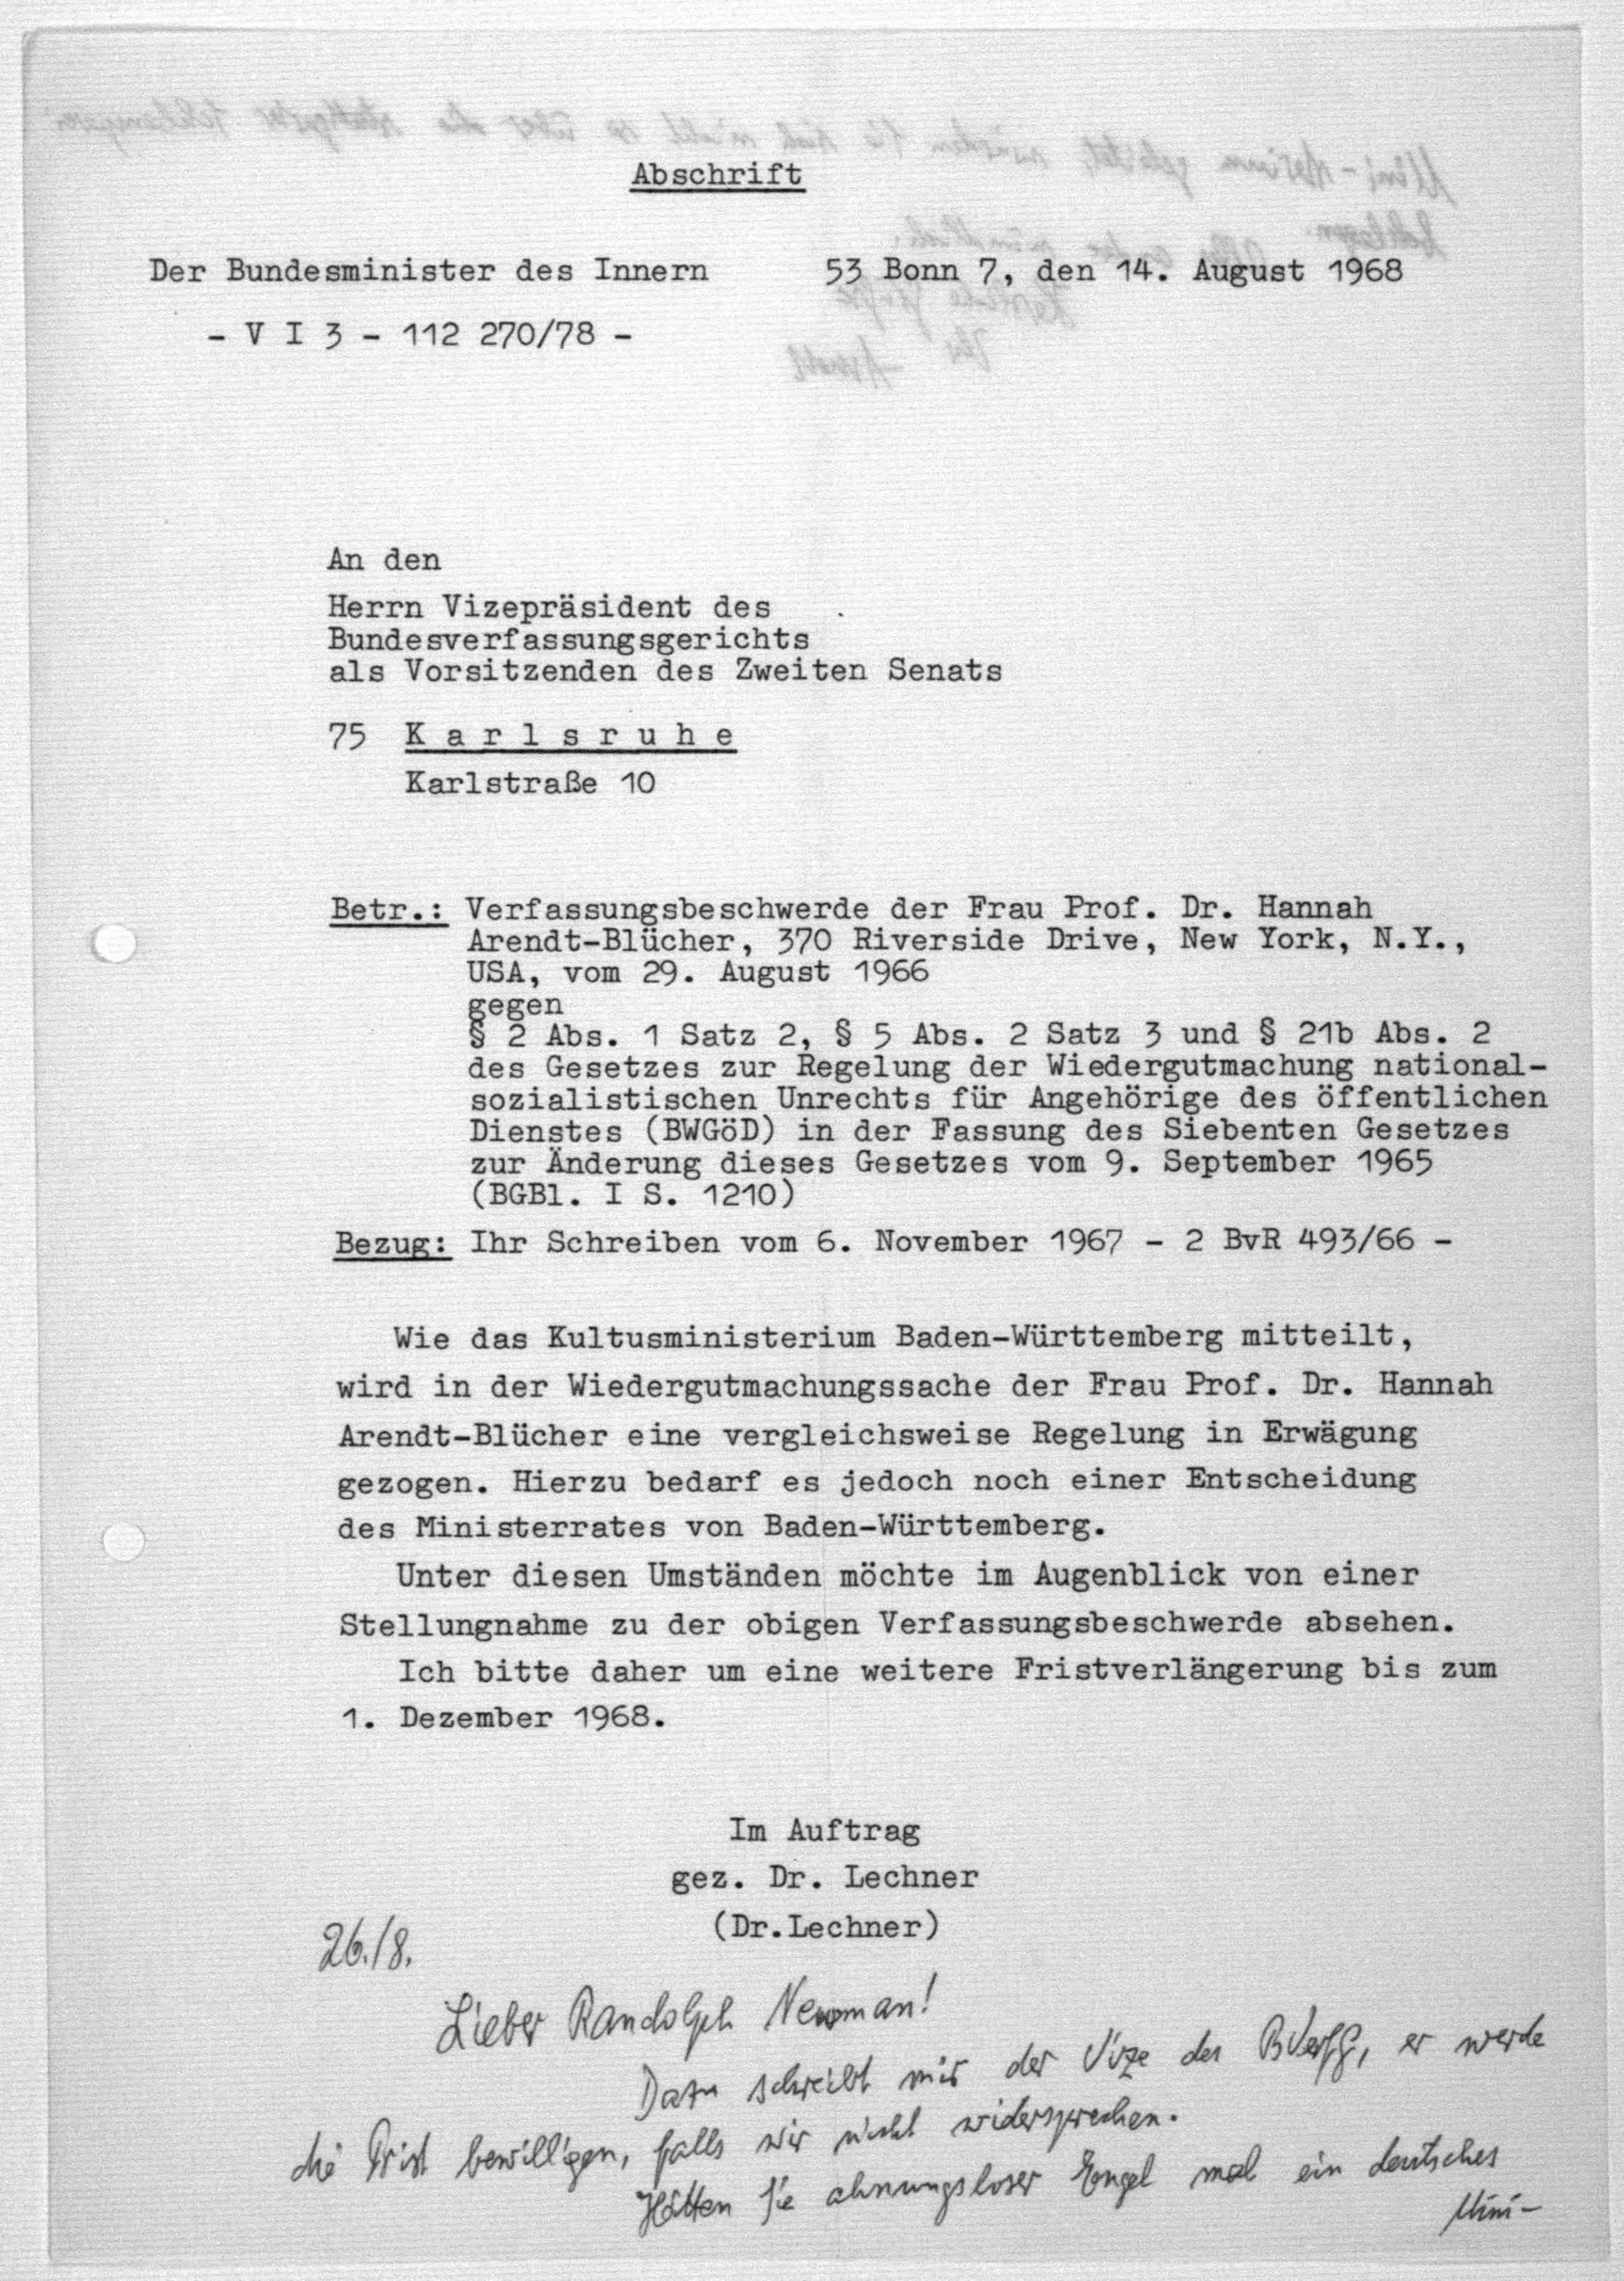 Abschrift
Der Bundesminister des Innern 53 Bonn 7, den 14. August 1968
- V I 3 - 112 270/78 -
An den
Herrn Vizepräsident des
Bundesverfassungsgerichts
als Vorsitzenden des Zweiten Senats
75 K a r l s r u h e
Karlstraße 10
Betr.: Verfassungsbeschwerde der Frau Prof. Dr. Hannah
Arendt-Blücher, 370 Riverside Drive, New York, N.Y.,
USA, vom 29. August 1966
gegen
§ 2 Abs. 1 Satz 2, § 5 Abs. 2 Satz 3 und § 21b Abs. 2
des Gesetzes zur Regelung der Wiedergutmachung national-
sozialistischen Unrechts für Angehörige des öffentlichen
Dienstes (BWGöD) in der Fassung des Siebenten Gesetzes
zur Änderung dieses Gesetzes vom 9. September 1965
(BGBl. I S. 1210)
Bezug: Ihr Schreiben vom 6. November 1967 - 2 BvR 493/66 -
Wie das Kultusministerium Baden-Württemberg mitteilt,
wird in der Wiedergutmachungssache der Frau Prof. Dr. Hannah
Arendt-Blücher eine vergleichsweise Regelung in Erwägung
gezogen. Hierzu bedarf es jedoch noch einer Entscheidung
des Ministerrates von Baden-Württemberg.
Unter diesen Umständen möchte im Augenblick von einer
Stellungnahme zu der obigen Verfassungsbeschwerde absehen.
Ich bitte daher um eine weitere Fristverlängerung bis zum
1. Dezember 1968.
Im Auftrag
gez. Dr. Lechner
(Dr.Lechner)
26./8.
Lieber Randolph Newman!
Dazu schreibt mir der Vize des BVerfG, er werde
die Frist bewilligen, falls wir nicht widersprechen.
Hätten Sie ahnungsloser Engel mal ein deutsches
Mini-